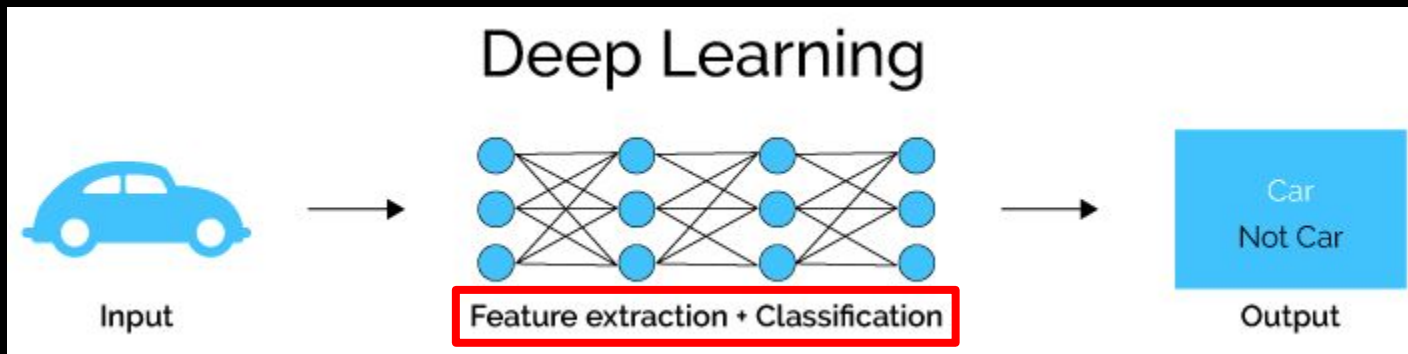 Deep Learning
Car
Not Car
Input
Feature extraction + Classification
Output